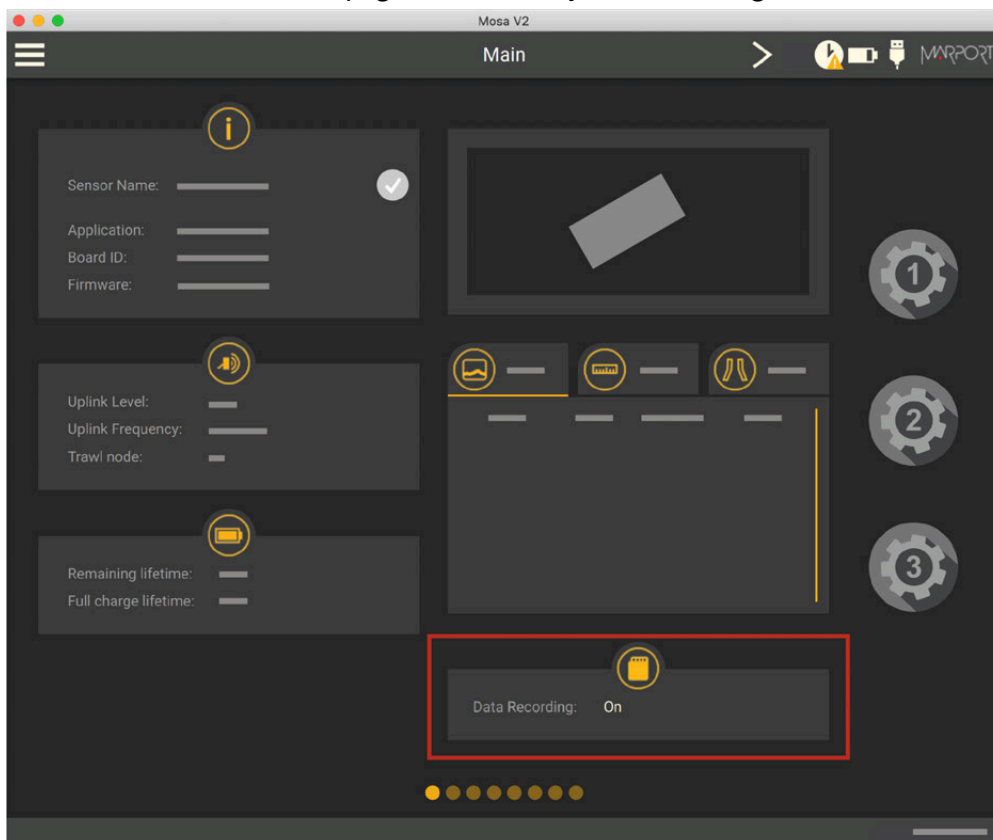 Mosa V2
Main
MARPORT
Sensor Name:
Application:
Board ID:
Firmware:
Uplink Level:
Uplink Frequency:
Trawl node:
Remaining lifetime:
Full charge lifetime:
1
2
3
Data Recording: On